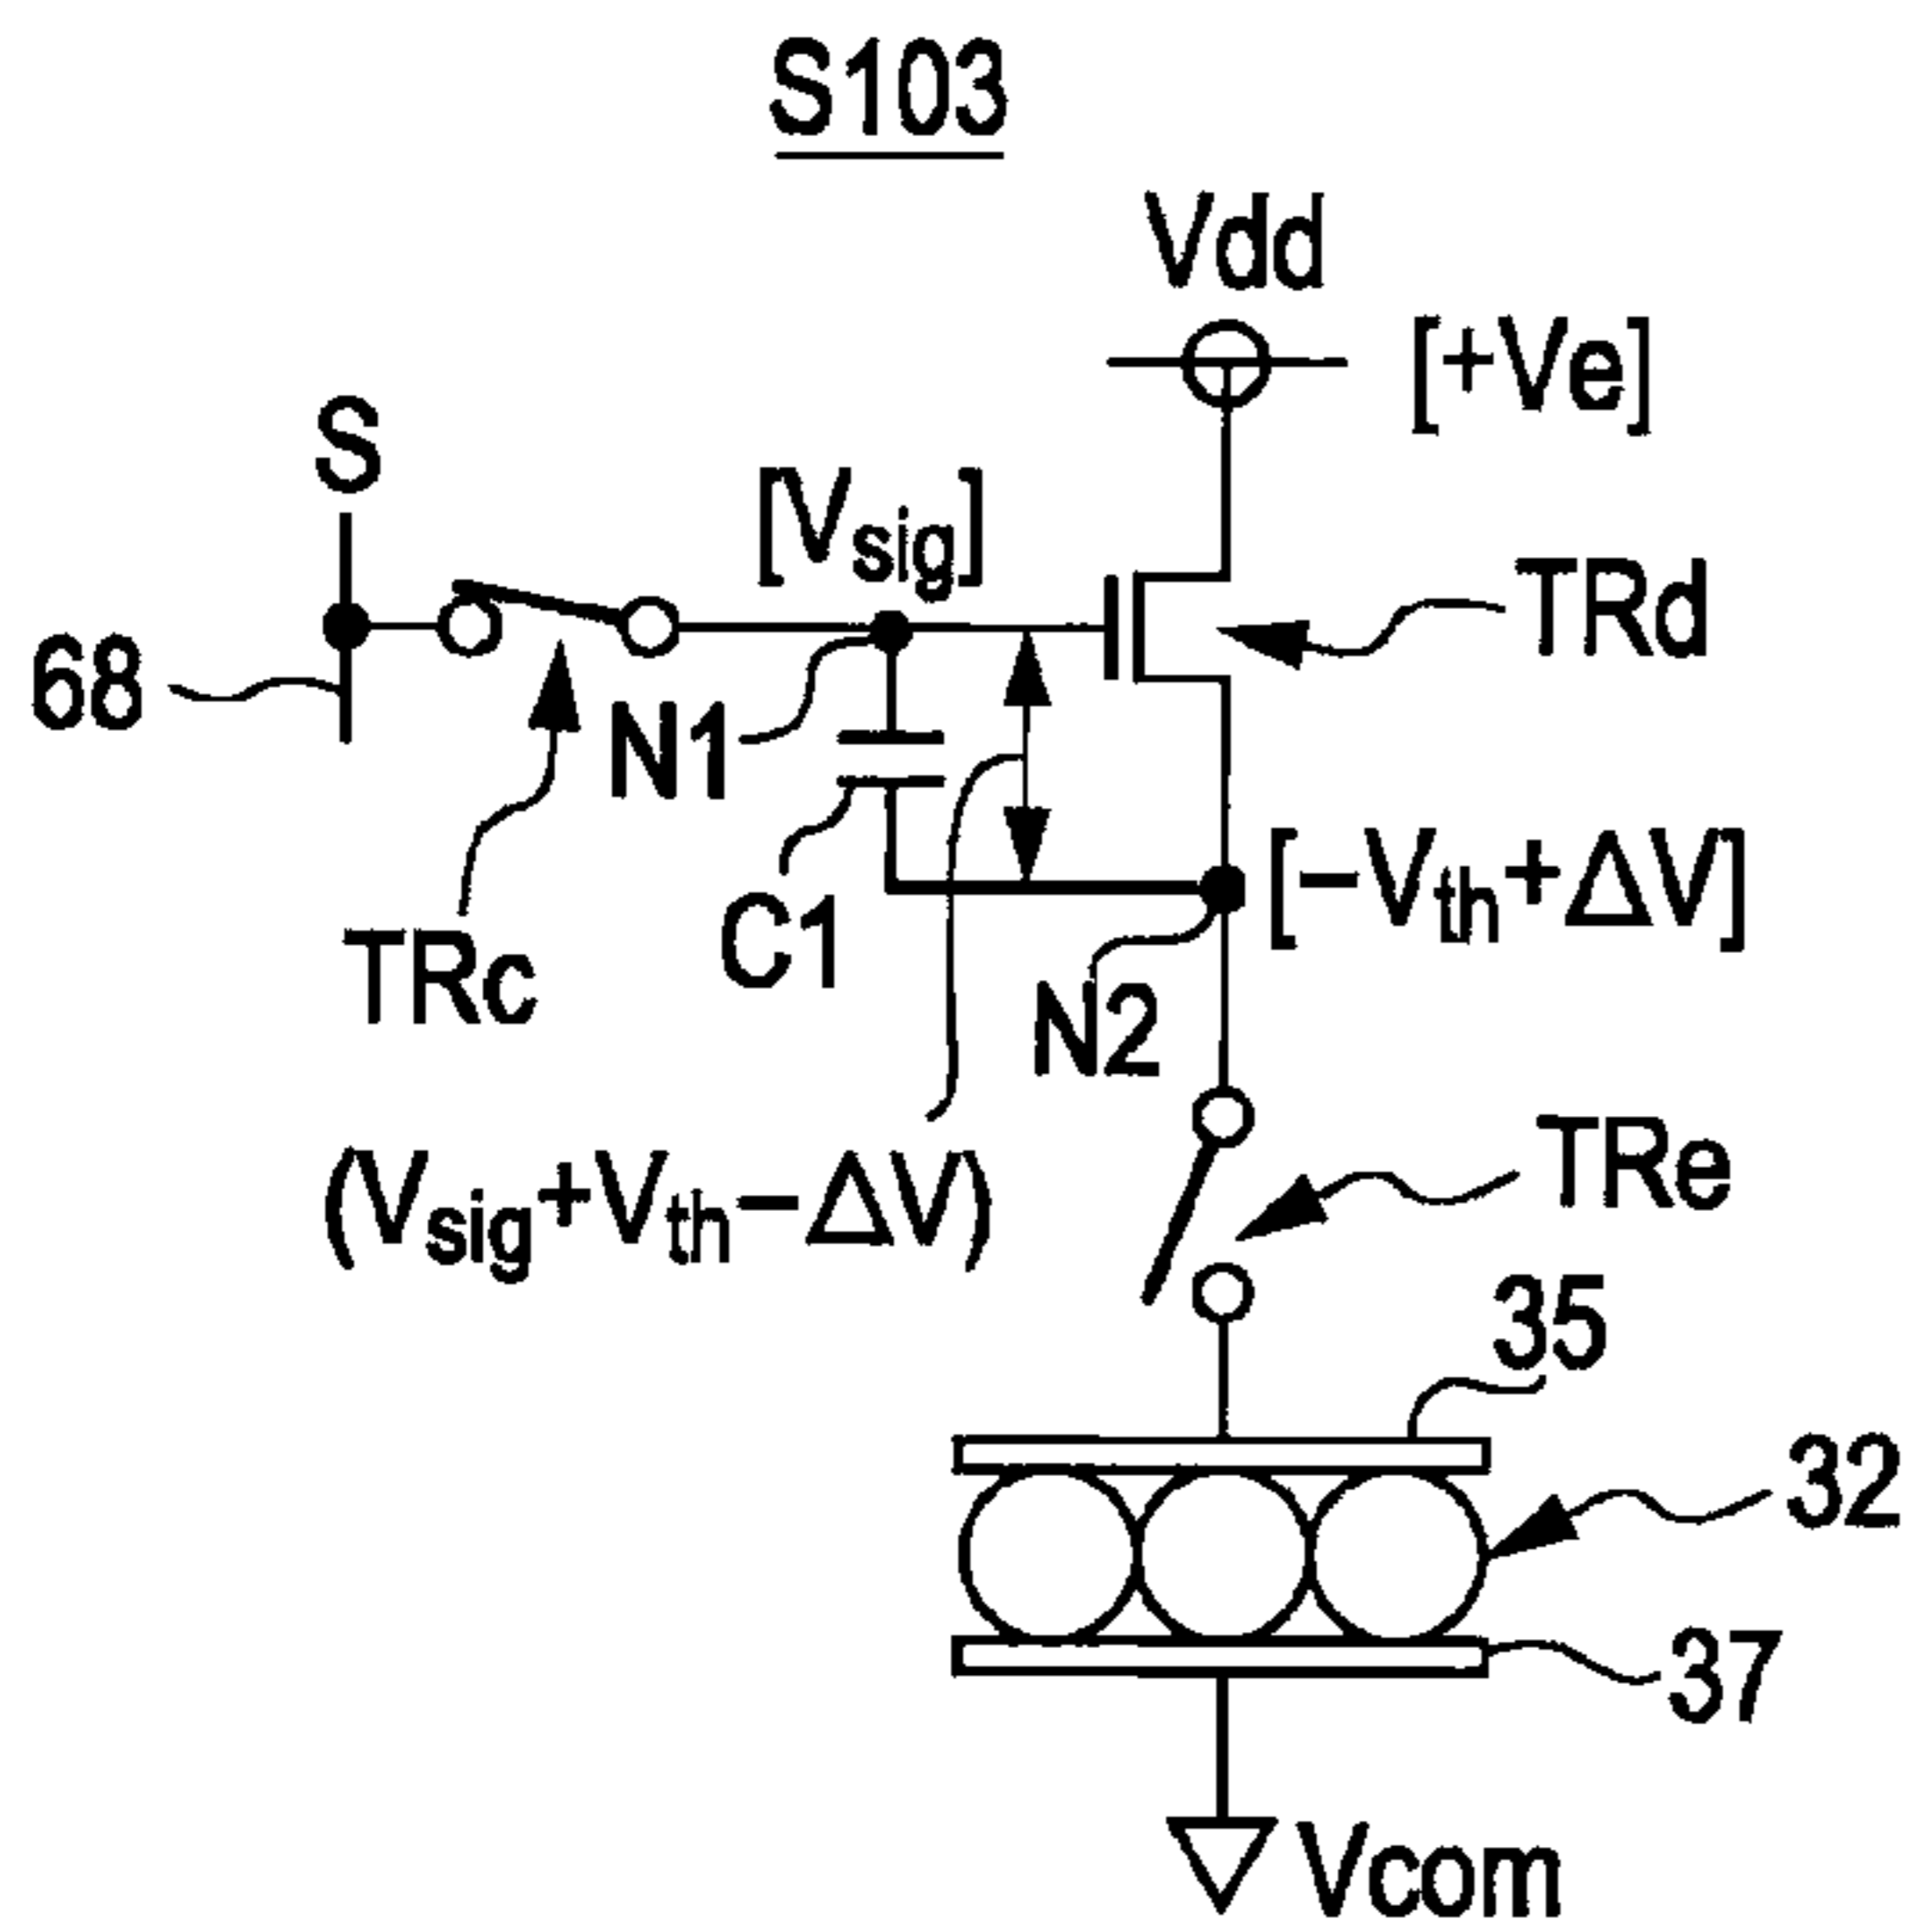 S103
Vdd
[+Ve]
S
[Vsig]
TRd
68
N1
[−Vth+ΔV]
C1
TRc
N2
(Vsig+Vth−ΔV)
TRe
35
32
37
Vcom